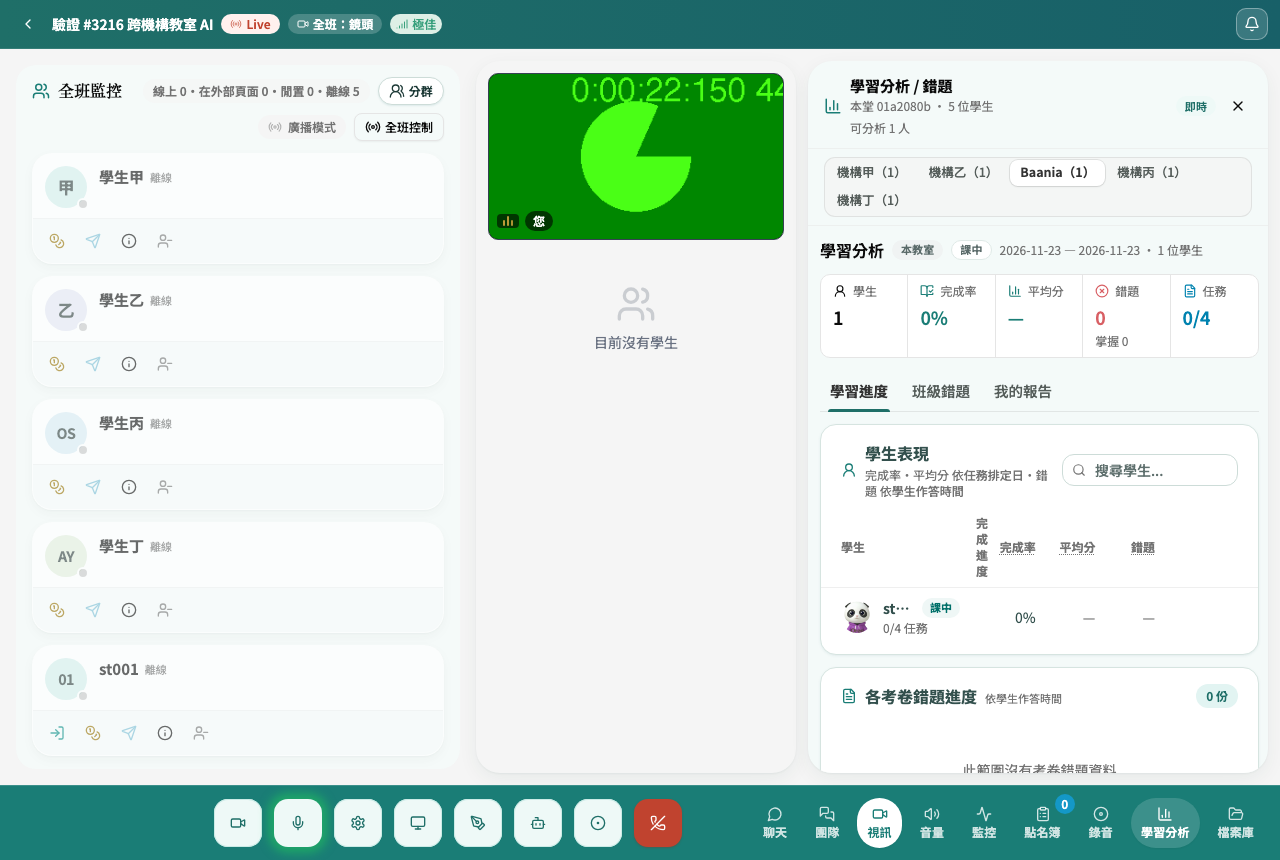 驗證 #3216 跨機構教室 AI
Live
全班：鏡頭
極佳
全班監控
線上 0・在外部頁面 0・閒置 0・離線 5
分群
廣播模式
全班控制
甲
學生甲 離線
乙
學生乙 離線
OS
學生丙 離線
AY
學生丁 離線
01
st001 離線
0:00:22:150 44
您
目前沒有學生
學習分析 / 錯題
本堂 01a2080b ・ 5 位學生
可分析 1 人
即時
機構甲（1） 機構乙（1） Baania（1） 機構丙（1）
機構丁（1）
學習分析 本教室 課中 2026-11-23 — 2026-11-23 ・ 1 位學生
學生 完成率 平均分 錯題 任務
1 0% — 0 0/4
掌握 0
學習進度 班級錯題 我的報告
學生表現
完成率・平均分 依任務排定日・錯
題 依學生作答時間
搜尋學生...
學生 完成進度 完成率 平均分 錯題
st··· 課中
0/4 任務
0% — —
各考卷錯題進度 依學生作答時間
0 份
此範圍沒有考卷錯題資料
聊天 團隊 視訊 音量 監控 點名簿 0 錄音 學習分析 檔案庫